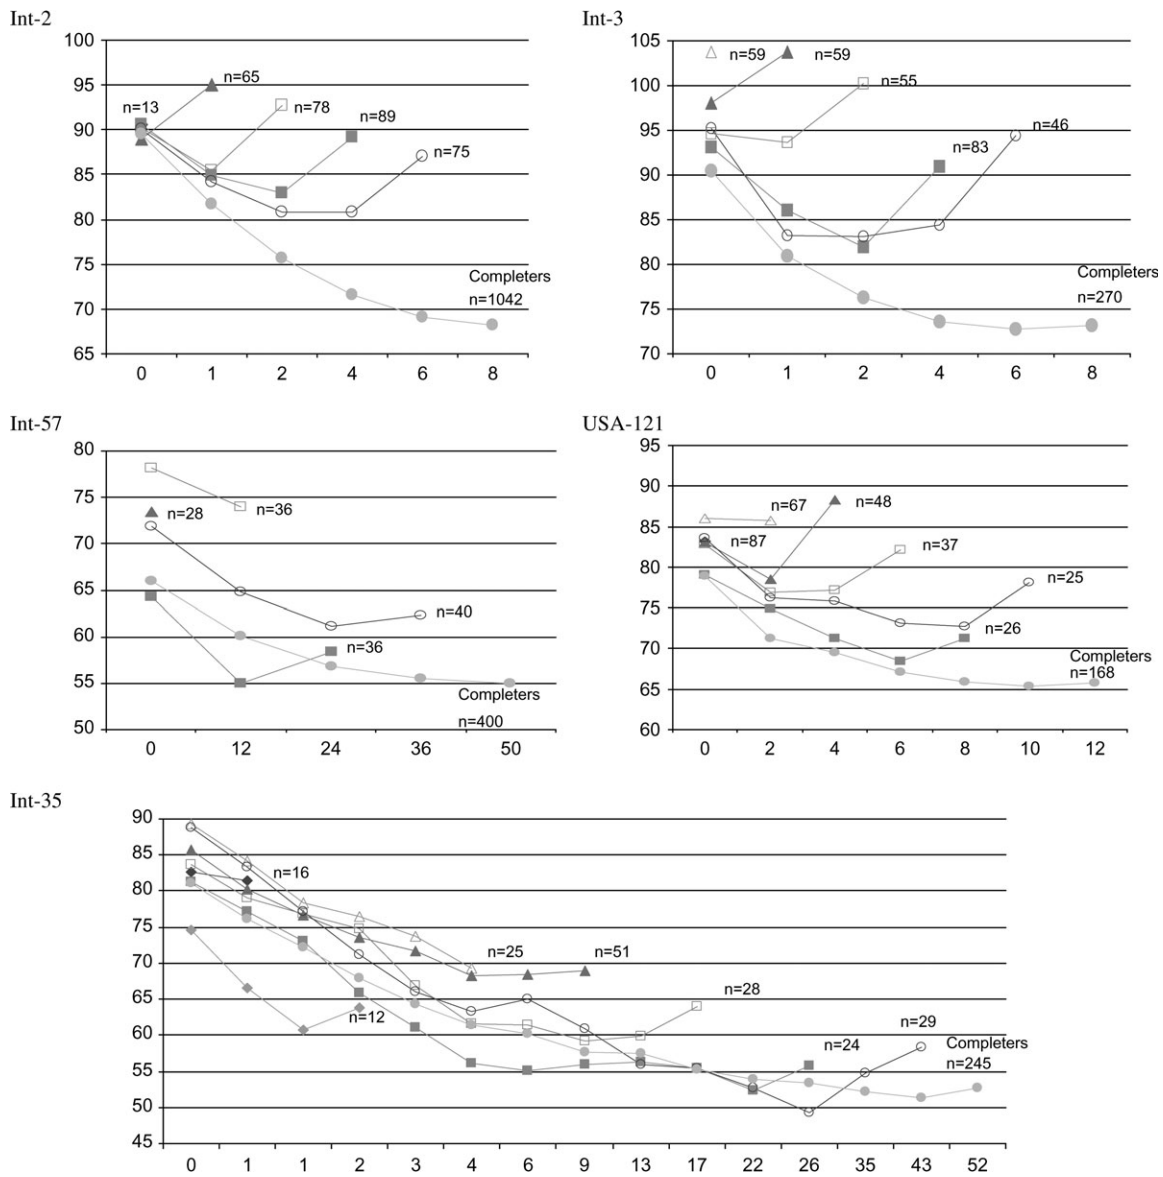 Int-2
100
95
90
85
80
75
70
65
n=13
n=65
n=78
n=89
n=75
Completers
n=1042
0 1 2 4 6 8
Int-3
105
100
95
90
85
80
75
70
n=59
n=59
n=55
n=46
n=83
Completers
n=270
0 1 2 4 6 8
Int-57
80
75
70
65
60
55
50
n=28
n=36
n=40
n=36
Completers
n=400
0 12 24 36 50
USA-121
95
90
85
80
75
70
65
60
n=67
n=48
n=87
n=37
n=25
n=26
Completers
n=168
0 2 4 6 8 10 12
Int-35
90
85
80
75
70
65
60
55
50
45
n=16
n=25
n=51
n=28
n=12
n=29
n=24
Completers
n=245
0 1 1 2 3 4 6 9 13 17 22 26 35 43 52